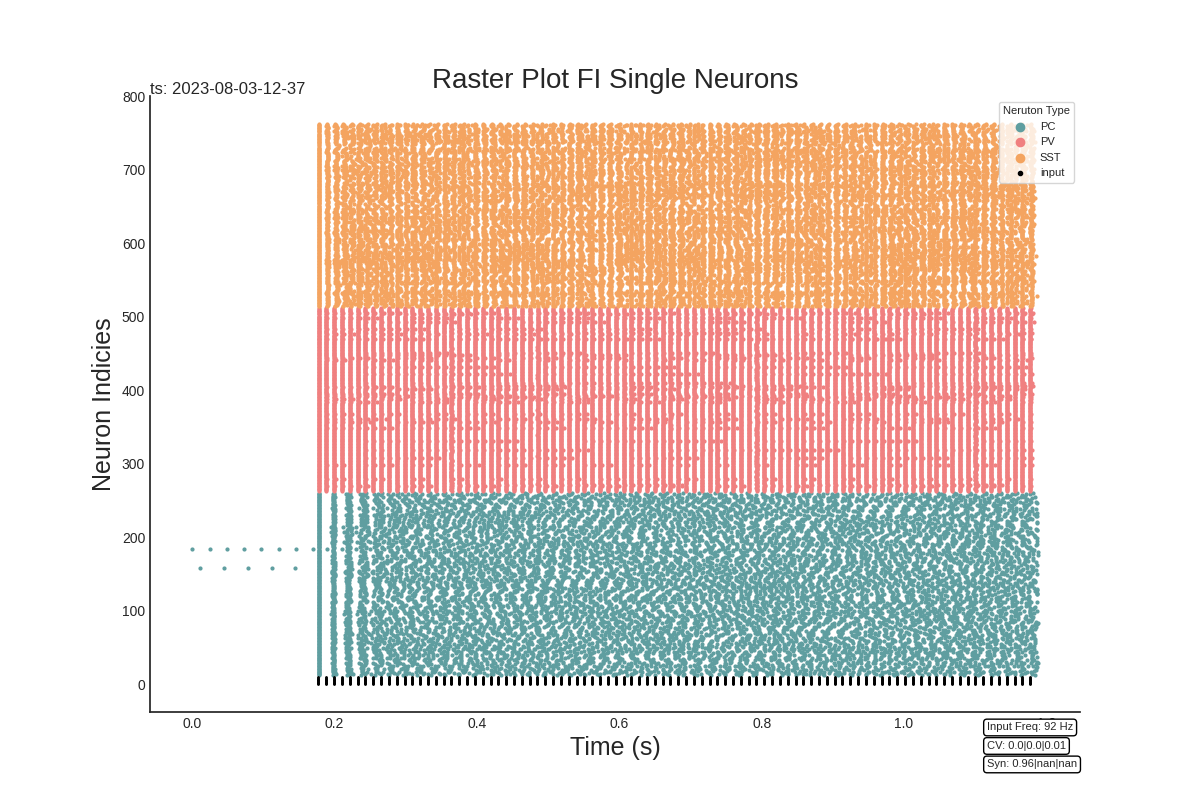 Raster Plot FI Single Neurons
ts: 2023-08-03-12-37
800
700
600
500
400
300
200
100
0
Neuron Indicies
Neruton Type
PC
PV
SST
input
0.0
0.2
0.4
0.6
0.8
1.0
Time (s)
Input Freq: 92 Hz
CV: 0.0|0.0|0.01
Syn: 0.96|nan|nan